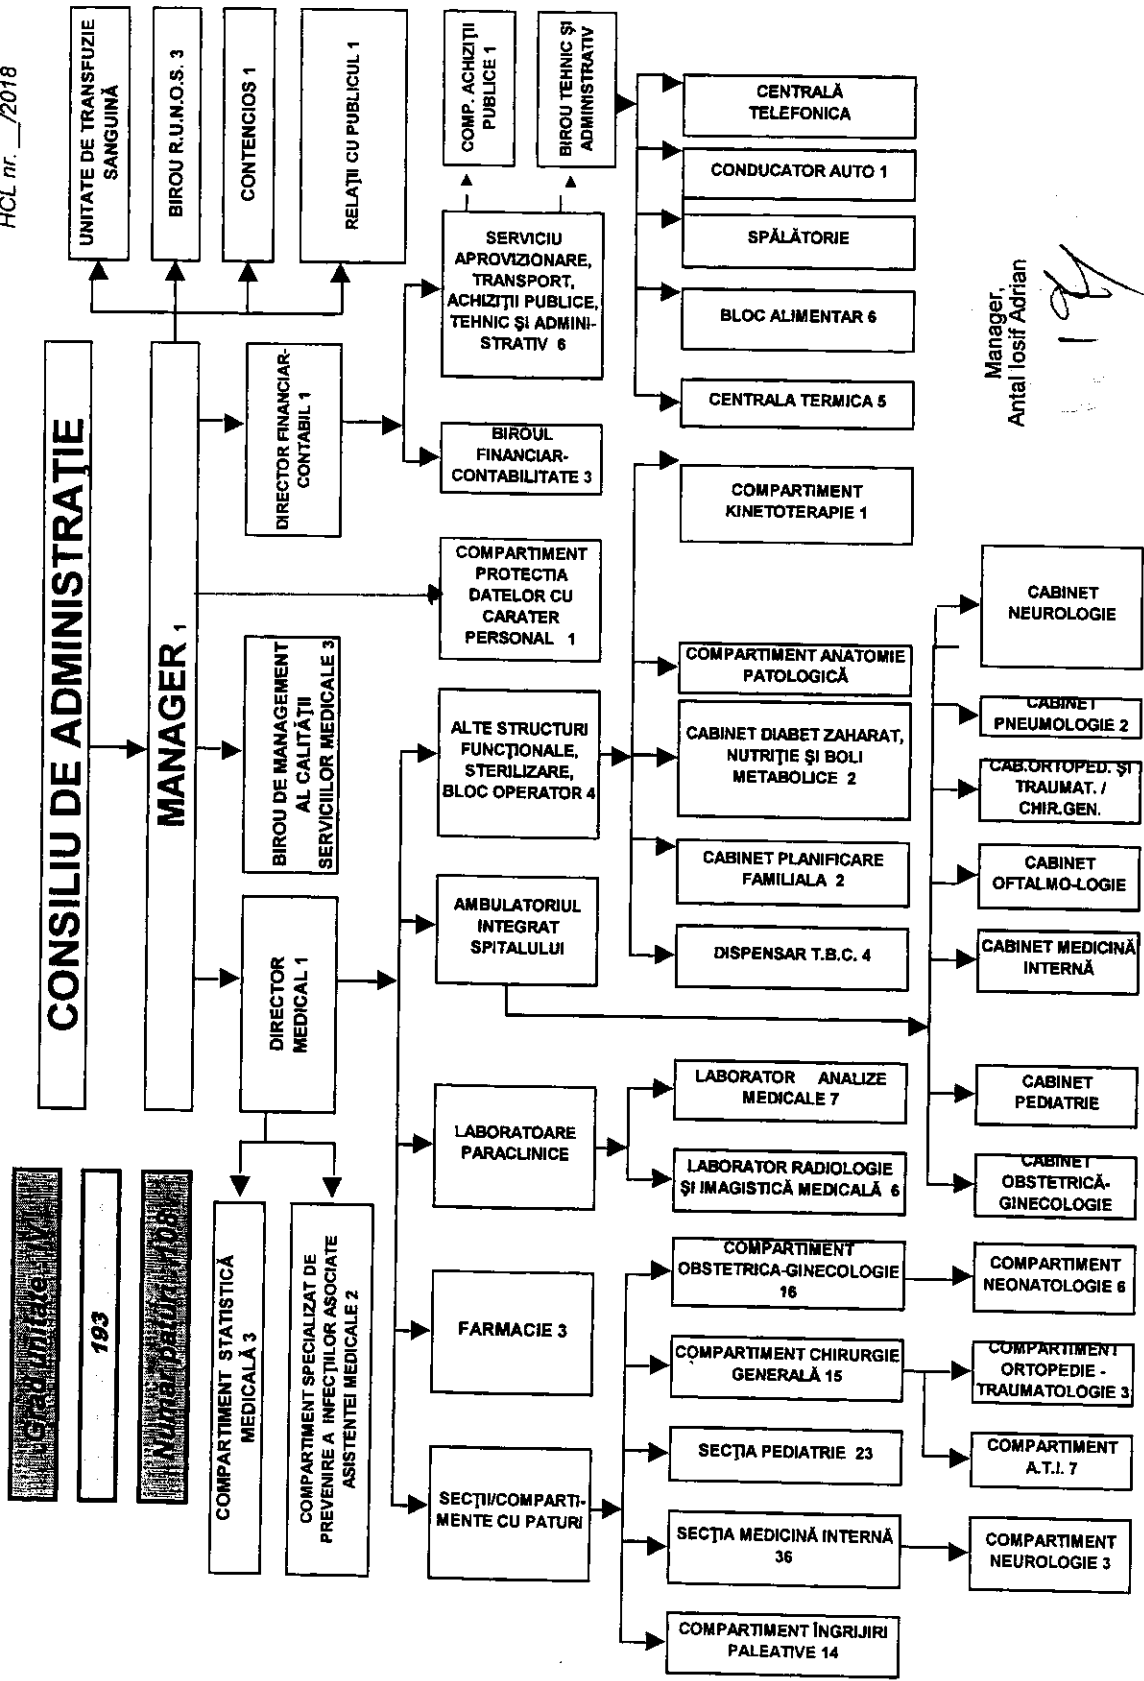 HCL nr. __/2018
CONSILIU DE ADMINISTRAȚIE
Grad unitate IV
193
Număr paturi 108
MANAGER 1
UNITATE DE TRANSFUZIE
SANGUINĂ
BIROU R.U.N.O.S. 3
CONTENCIOS 1
RELAȚII CU PUBLICUL 1
COMPARTIMENT STATISTICĂ
MEDICALĂ 3
COMPARTIMENT SPECIALIZAT DE
PREVENIRE A INFECȚIILOR ASOCIATE
ASISTENTEI MEDICALE 2
DIRECTOR
MEDICAL 1
BIROU DE MANAGEMENT
AL CALITĂȚII
SERVICIILOR MEDICALE 3
DIRECTOR FINANCIAR-
CONTABIL 1
SECȚII/COMPARTI-
MENTE CU PATURI
FARMACIE 3
LABORATOARE
PARACLINICE
AMBULATORIUL
INTEGRAT
SPITALULUI
ALTE STRUCTURI
FUNCȚIONALE,
STERILIZARE,
BLOC OPERATOR 4
COMPARTIMENT
PROTECTIA
DATELOR CU
CARATER
PERSONAL 1
BIROUL
FINANCIAR-
CONTABILITATE 3
SERVICIU
APROVIZIONARE,
TRANSPORT,
ACHIZIȚII PUBLICE,
TEHNIC ȘI ADMINI-
STRATIV 6
COMP. ACHIZIȚII
PUBLICE 1
BIROU TEHNIC ȘI
ADMINISTRATIV
COMPARTIMENT ÎNGRIJIRI
PALEATIVE 14
SECȚIA MEDICINĂ INTERNĂ
36
SECȚIA PEDIATRIE 23
COMPARTIMENT CHIRURGIE
GENERALĂ 15
COMPARTIMENT
OBSTETRICA-GINECOLOGIE
16
LABORATOR RADIOLOGIE
ȘI IMAGISTICĂ MEDICALĂ 6
LABORATOR ANALIZE
MEDICALE 7
DISPENSAR T.B.C. 4
CABINET PLANIFICARE
FAMILIALA 2
CABINET DIABET ZAHARAT,
NUTRIȚIE ȘI BOLI
METABOLICE 2
COMPARTIMENT ANATOMIE
PATOLOGICĂ
COMPARTIMENT
KINETOTERAPIE 1
CENTRALA TERMICA 5
BLOC ALIMENTAR 6
SPĂLĂTORIE
CONDUCATOR AUTO 1
CENTRALĂ
TELEFONICA
COMPARTIMENT
NEUROLOGIE 3
COMPARTIMENT
A.T.I. 7
COMPARTIMENT
ORTOPEDIE -
TRAUMATOLOGIE 3
COMPARTIMENT
NEONATOLOGIE 6
CABINET
OBSTETRICĂ-
GINECOLOGIE
CABINET
PEDIATRIE
CABINET MEDICINĂ
INTERNĂ
CABINET
OFTALMO-LOGIE
CAB.ORTOPED. ȘI
TRAUMAT. /
CHIR.GEN.
CABINET
PNEUMOLOGIE 2
CABINET
NEUROLOGIE
Manager,
Antal Iosif Adrian